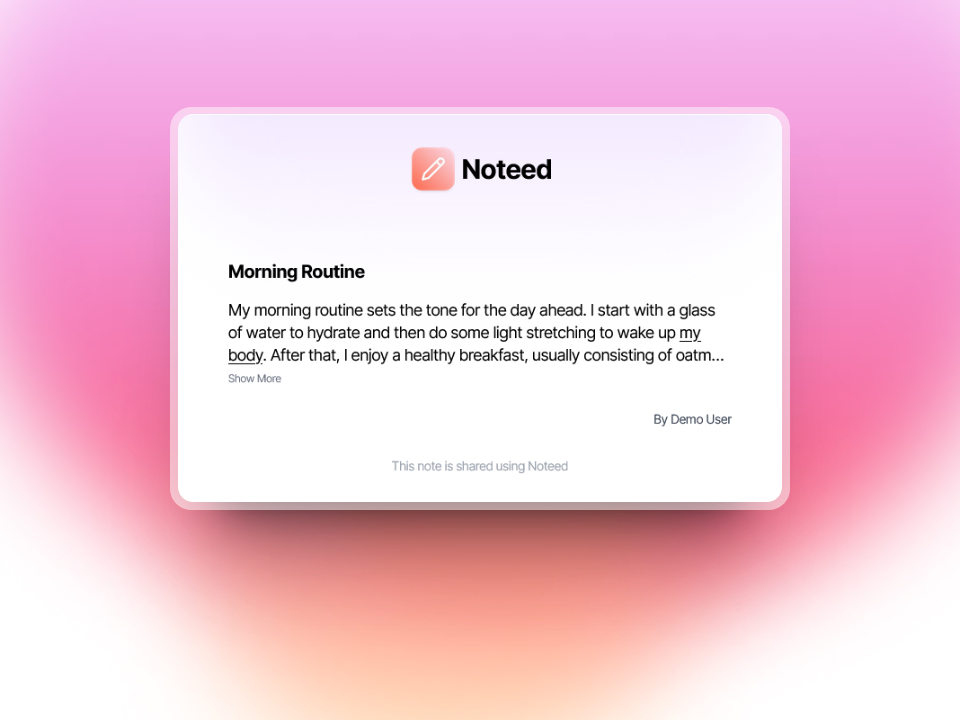 Noteed
Morning Routine
My morning routine sets the tone for the day ahead. I start with a glass
of water to hydrate and then do some light stretching to wake up my
body. After that, I enjoy a healthy breakfast, usually consisting of oatm...
Show More
By Demo User
This note is shared using Noteed